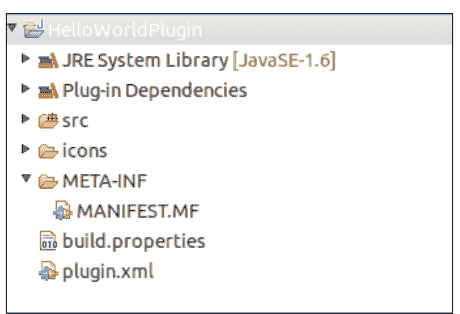 HelloWorldPlugin
JRE System Library [JavaSE-1.6]
Plug-in Dependencies
src
icons
META-INF
MANIFEST.MF
build.properties
plugin.xml